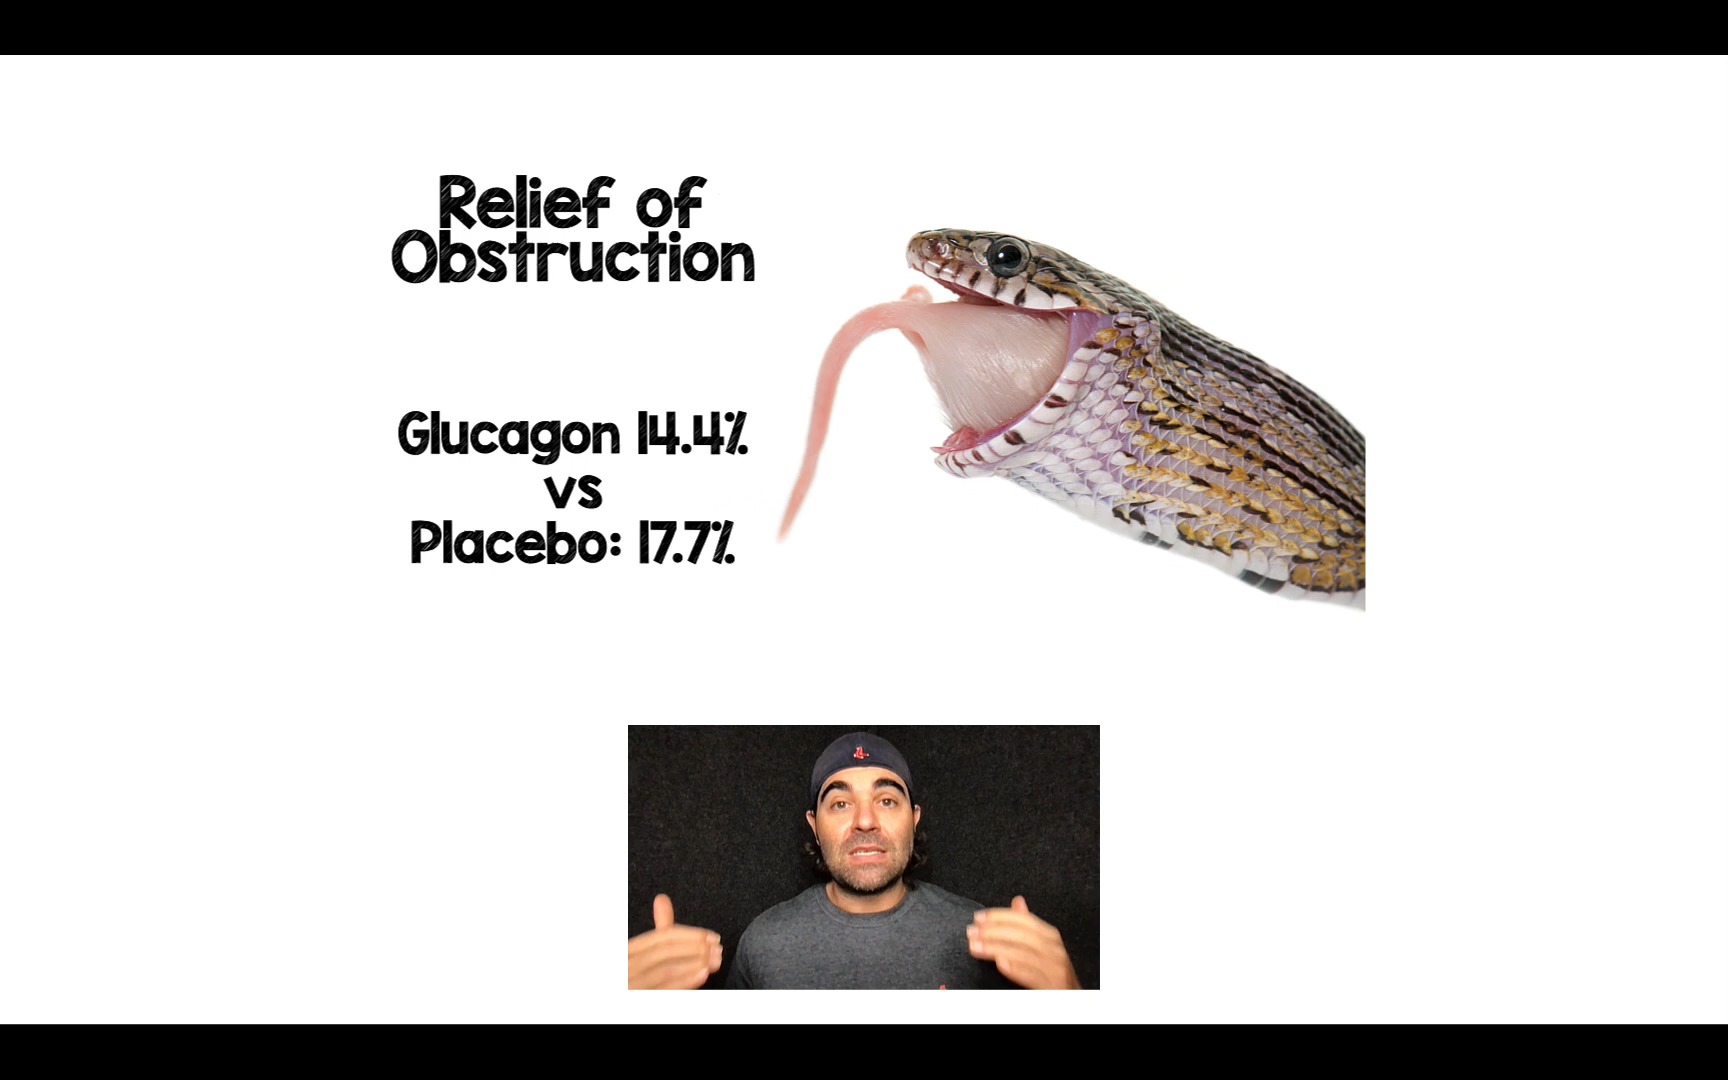 Relief of
Obstruction
Glucagon 14.4%
vs
Placebo: 17.7%